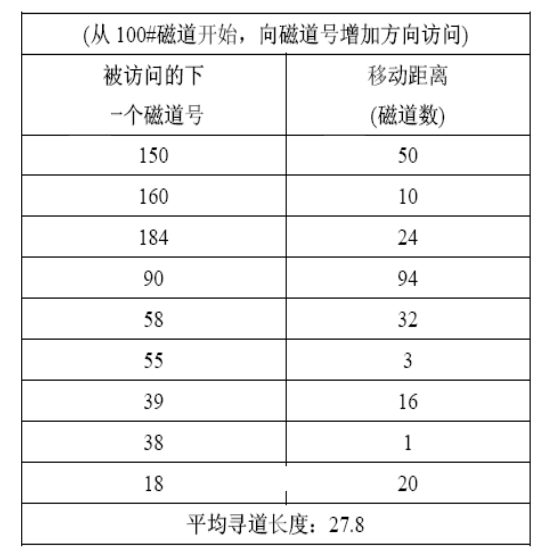 (从 100#磁道开始，向磁道号增加方向访问)
被访问的下 移动距离
一个磁道号 (磁道数)
150 50
160 10
184 24
90 94
58 32
55 3
39 16
38 1
18 20
平均寻道长度：27.8